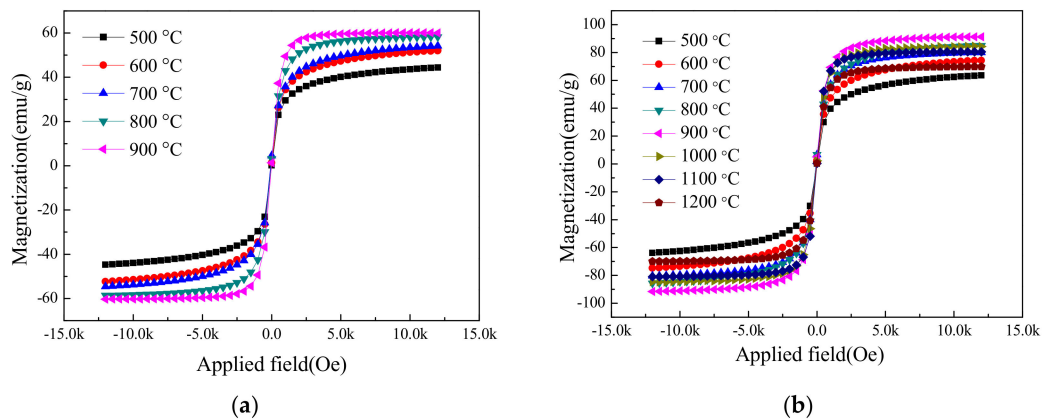 60
40
20
0
-20
-40
-60
Magnetization(emu/g)
500 °C
600 °C
700 °C
800 °C
900 °C
-15.0k -10.0k -5.0k 0.0 5.0k 10.0k 15.0k
Applied field(Oe)
(a)
100
80
60
40
20
0
-20
-40
-60
-80
-100
Magnetization(emu/g)
500 °C
600 °C
700 °C
800 °C
900 °C
1000 °C
1100 °C
1200 °C
-15.0k -10.0k -5.0k 0.0 5.0k 10.0k 15.0k
Applied field(Oe)
(b)